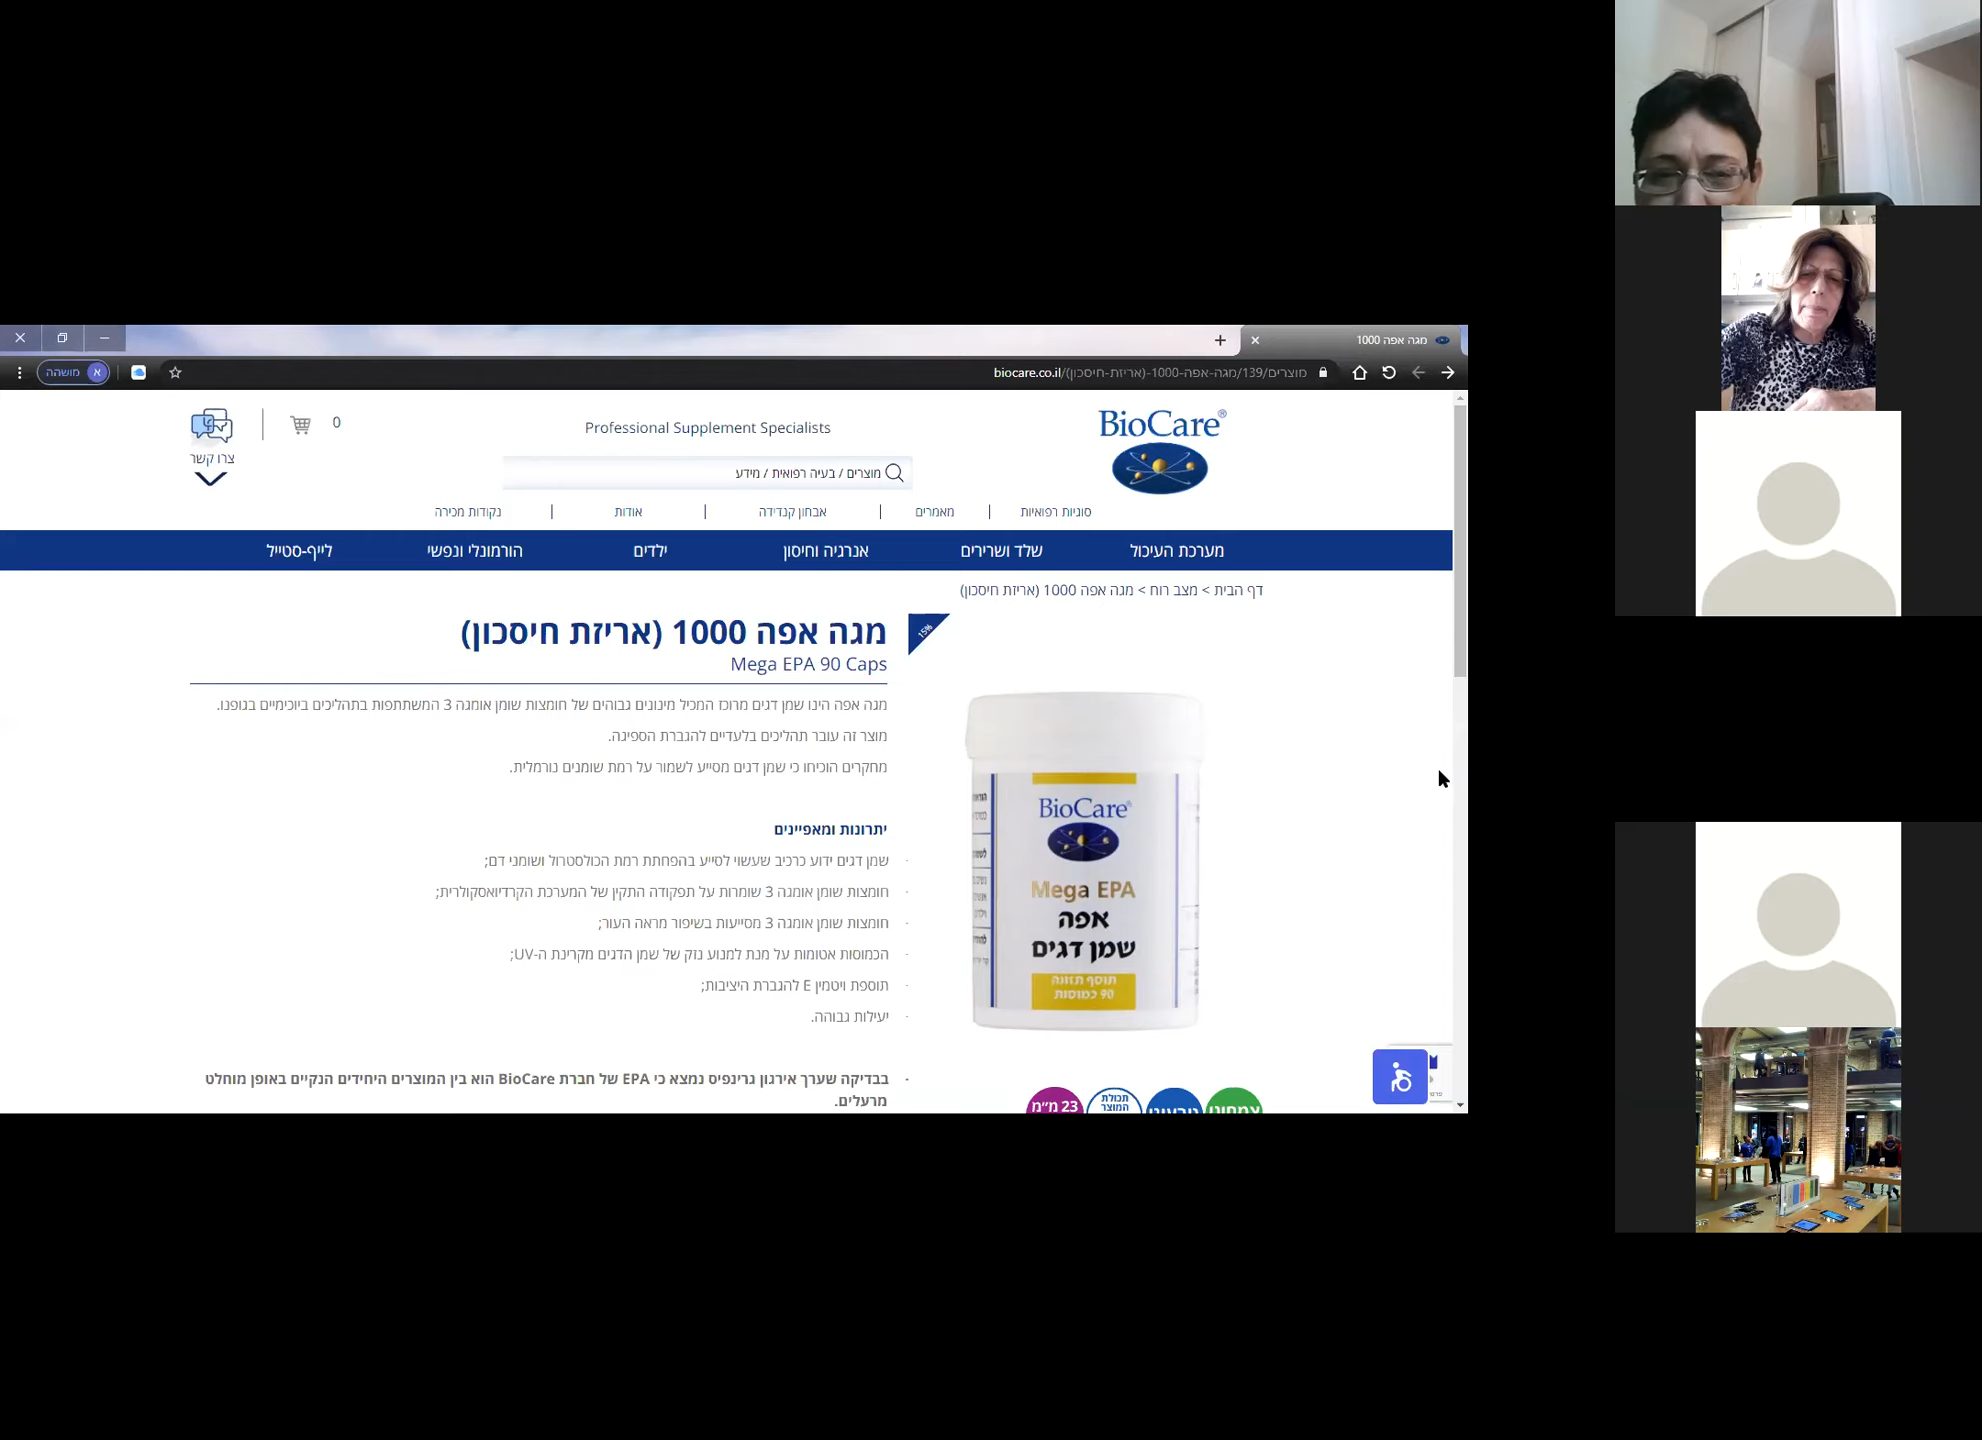 מגה אפה 1000
מושהה
א
biocare.co.il/מוצרים/139/מגה-אפה-1000-(אריזת-חיסכון)
BioCare®
Professional Supplement Specialists
0
צרו קשר
מוצרים / בעיה רפואית / מידע
סוגיות רפואיות | מאמרים | אבחון קנדידה | אודות | נקודות מכירה
מערכת העיכול שלד ושרירים אנרגיה וחיסון ילדים הורמונלי ונפשי לייף-סטייל
דף הבית > מצב רוח > מגה אפה 1000 (אריזת חיסכון)
15%
מגה אפה 1000 (אריזת חיסכון)
Mega EPA 90 Caps
מגה אפה הינו שמן דגים מרוכז המכיל מינונים גבוהים של חומצות שומן אומגה 3 המשתתפות בתהליכים ביוכימיים בגופנו.
מוצר זה עובר תהליכים בלעדיים להגברת הספיגה.
מחקרים הוכיחו כי שמן דגים מסייע לשמור על רמת שומנים נורמלית.
יתרונות ומאפיינים
· שמן דגים ידוע כרכיב שעשוי לסייע בהפחתת רמת הכולסטרול ושומני דם;
· חומצות שומן אומגה 3 שומרות על תפקודה התקין של המערכת הקרדיואסקולרית;
· חומצות שומן אומגה 3 מסייעות בשיפור מראה העור;
· הכמוסות אטומות על מנת למנוע נזק של שמן הדגים מקרינת ה-UV;
· תוספת ויטמין E להגברת היציבות;
· יעילות גבוהה.
· בבדיקה שערך אירגון גרינפיס נמצא כי EPA של חברת BioCare הוא בין המוצרים היחידים הנקיים באופן מוחלט
מרעלים.
BioCare®
Mega EPA
אפה
שמן דגים
תוסף תזונה
90 כמוסות
צמחוני
טבעוני
תכולת
המוצר
23 מ״מ